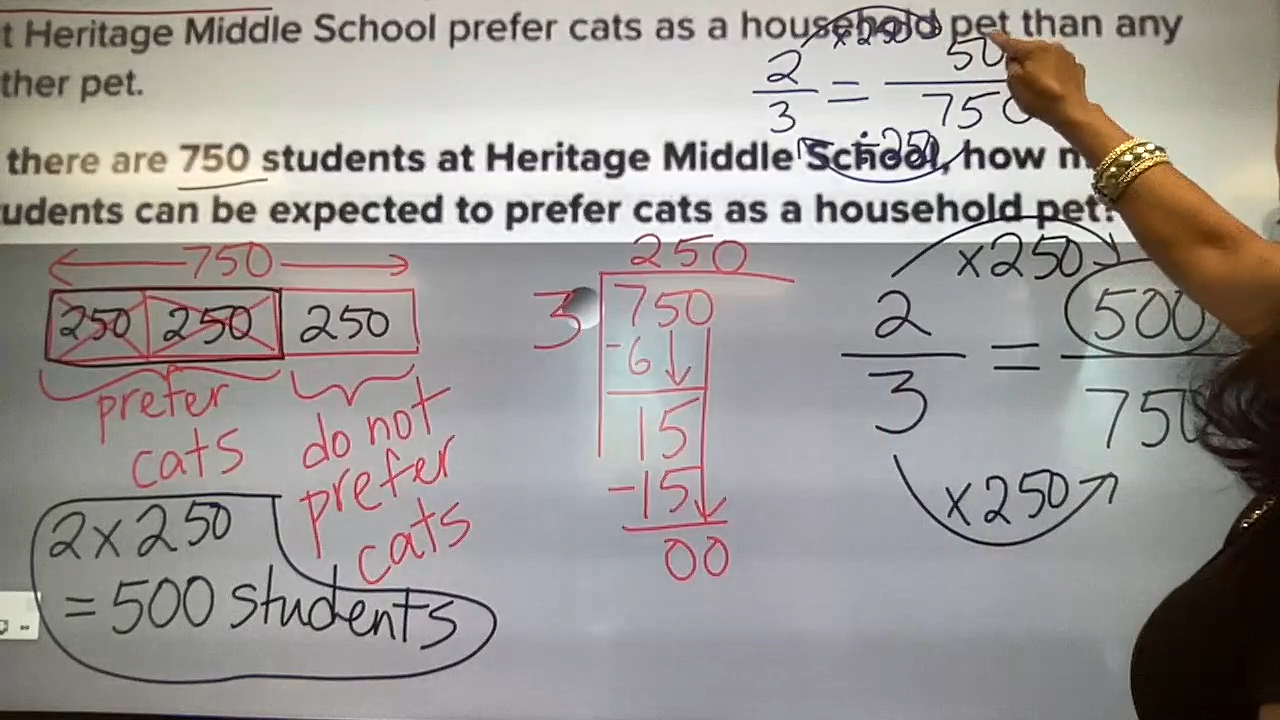 t Heritage Middle School prefer cats as a household pet than any
ther pet.
there are 750 students at Heritage Middle School, how m
udents can be expected to prefer cats as a household pet?
×250
2/3 = 50/750
÷250
750
250 250 250
prefer
cats
do not
prefer
cats
2×250
= 500 students
250
3 750
-6
15
-15
00
×250
2/3 = 500/750
×250